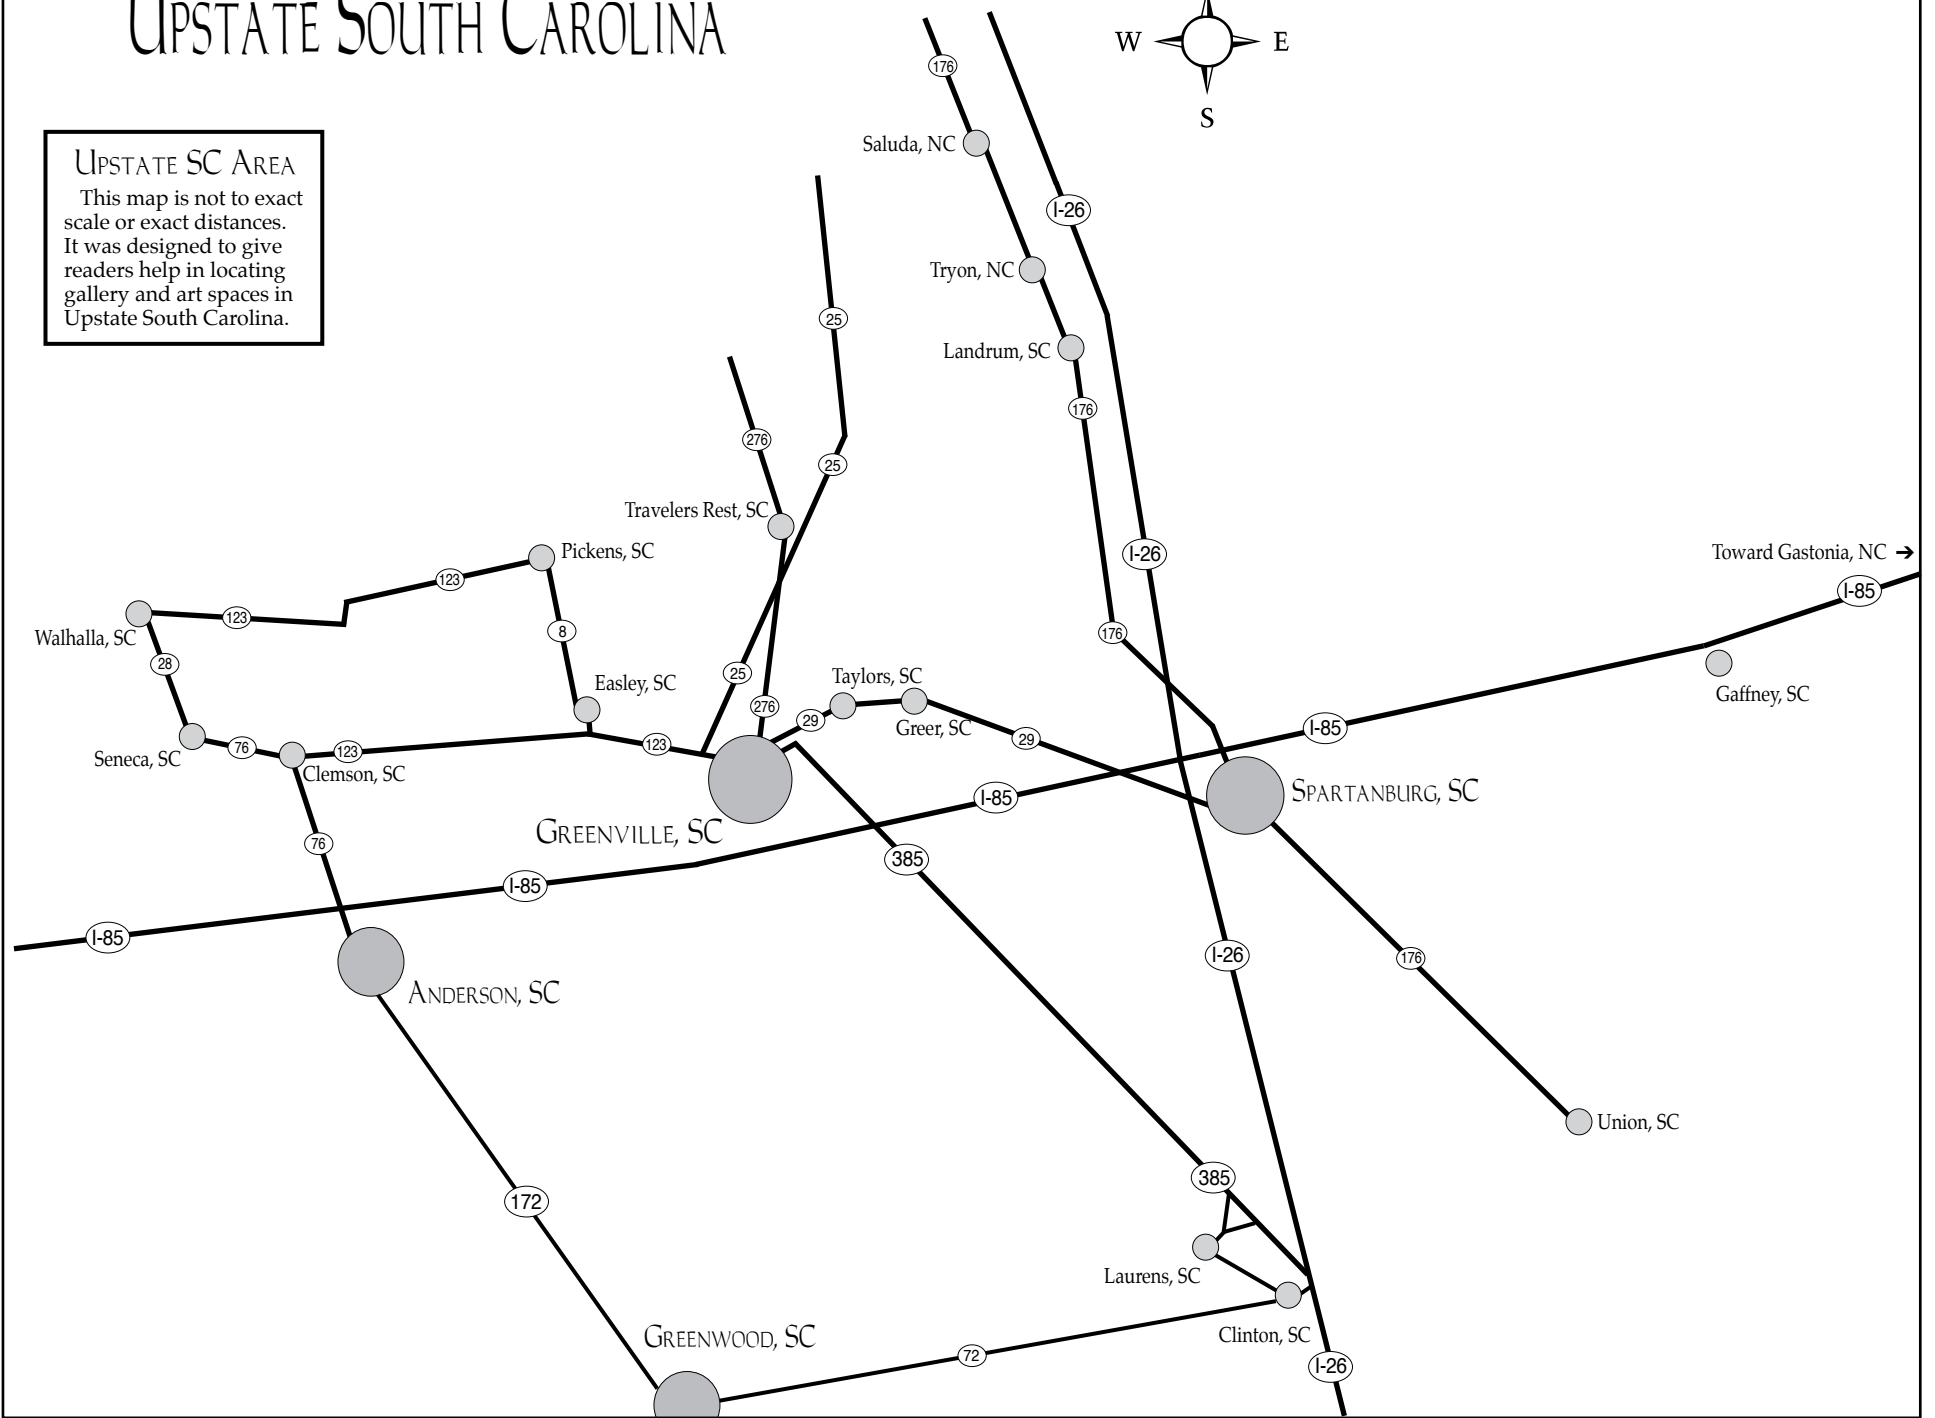 Upstate South Carolina
W E
S
176
Saluda, NC
Upstate SC Area
This map is not to exact
scale or exact distances.
It was designed to give
readers help in locating
gallery and art spaces in
Upstate South Carolina.
I-26
Tryon, NC
25
Landrum, SC
176
276
25
Travelers Rest, SC
Pickens, SC
I-26
Toward Gastonia, NC ➔
123
I-85
123
8
176
Walhalla, SC
28
Gaffney, SC
25
Easley, SC
Taylors, SC
276
29
Greer, SC
29
I-85
Seneca, SC
76
123
123
Clemson, SC
Spartanburg, SC
I-85
Greenville, SC
76
385
I-85
I-85
I-26
176
Anderson, SC
Union, SC
385
172
Laurens, SC
Greenwood, SC
Clinton, SC
72
I-26